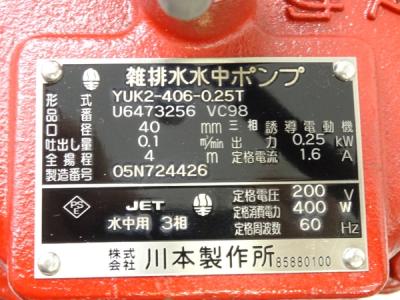 雑排水水中ポンプ
形式 YUK2-406-0.25T
番 U6473256 VC98
口径 40 mm 三相誘導電動機
吐出し量 0.1 m³/min 出力 0.25 kW
全揚程 4 m 定格電流 1.6 A
製造番号 05N724426
PSE JET 定格電圧 200 V
水中用 3相 定格消費電力 400 W
定格周波数 60 Hz
株式会社 川本製作所 85880100